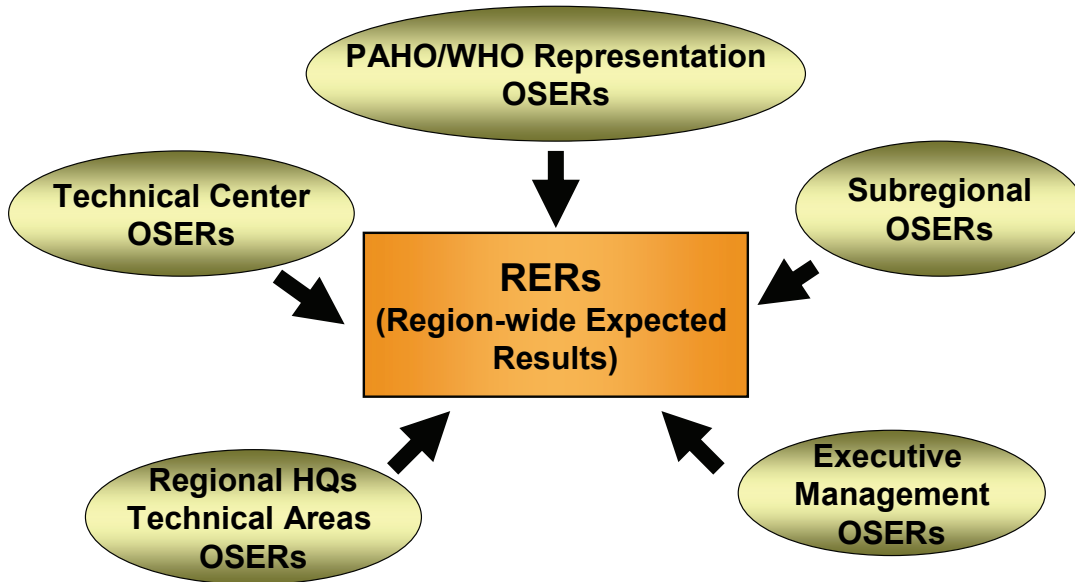 PAHO/WHO Representation
OSERs
Technical Center
OSERs
Subregional
OSERs
RERs
(Region-wide Expected
Results)
Regional HQs
Technical Areas
OSERs
Executive
Management
OSERs